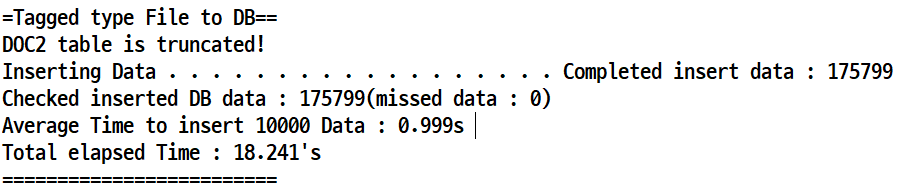 =Tagged type File to DB==
DOC2 table is truncated!
Inserting Data . . . . . . . . . . . . . . . . . . Completed insert data : 175799
Checked inserted DB data : 175799(missed data : 0)
Average Time to insert 10000 Data : 0.999s
Total elapsed Time : 18.241's
=========================